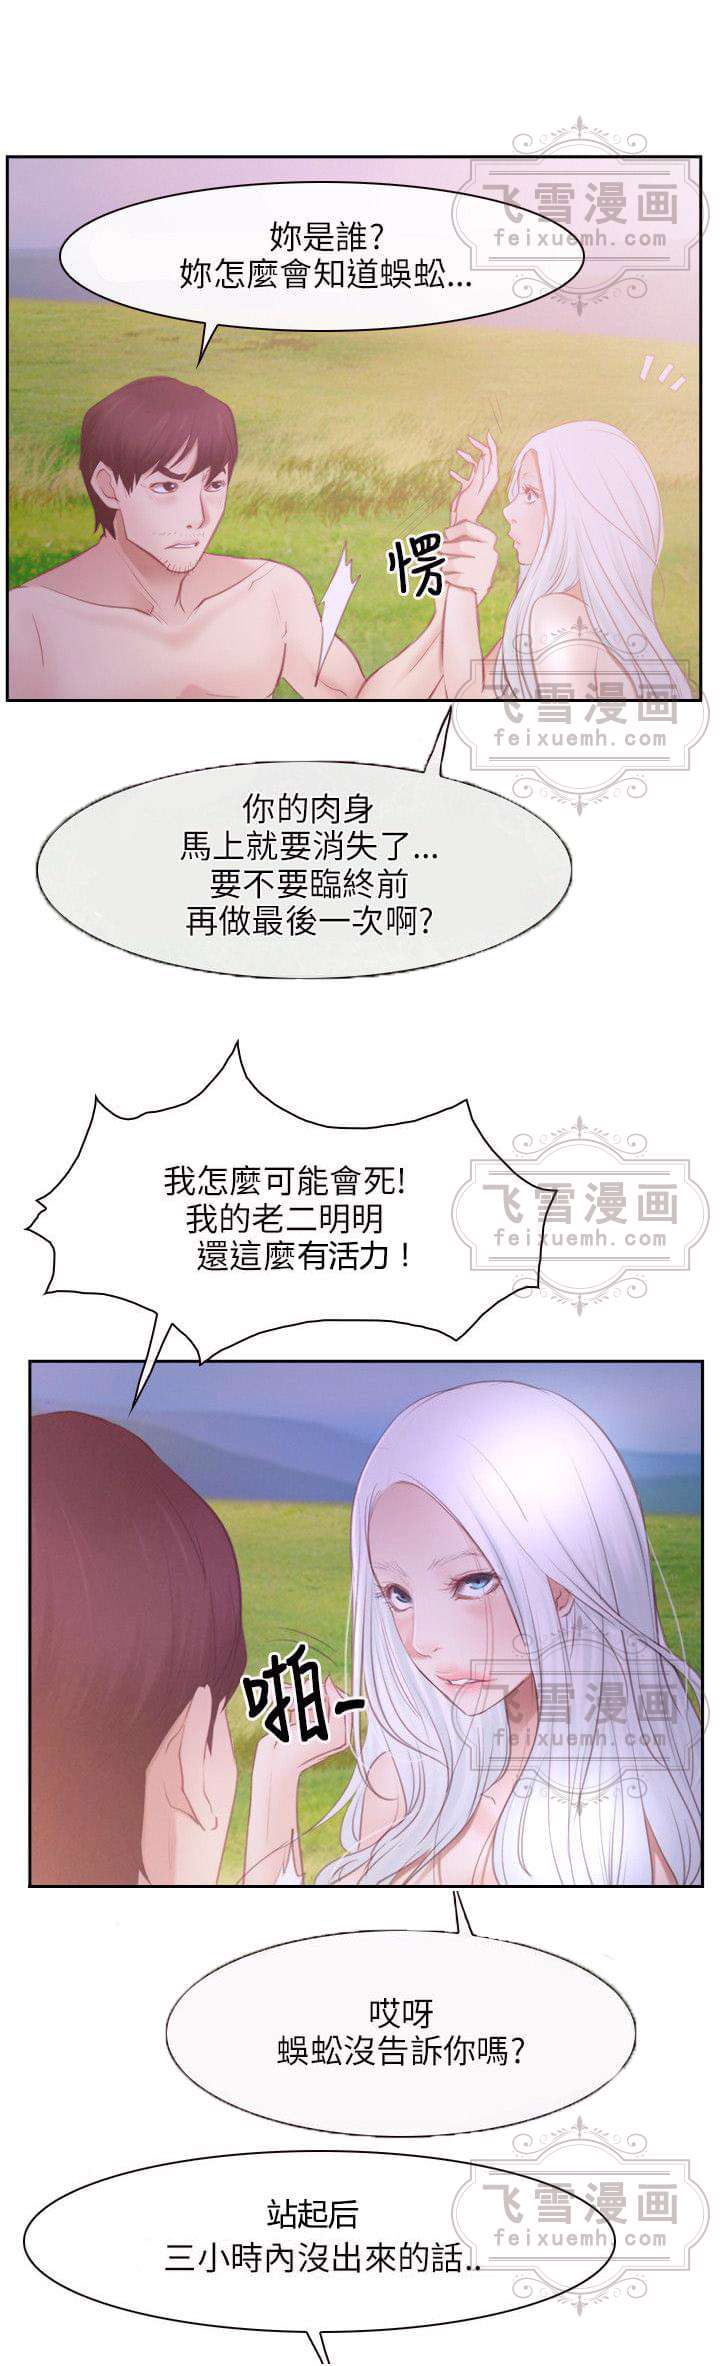 飞雪漫画
feixuemh.com
妳是誰?
妳怎麼會知道蜈蚣...
愣
飞雪漫画
feixuemh.com
你的肉身
馬上就要消失了...
要不要臨終前
再做最後一次啊?
我怎麼可能會死!
我的老二明明
還這麼有活力！
飞雪漫画
feixuemh.com
啪-
飞雪漫画
feixuemh.com
哎呀
蜈蚣沒告訴你嗎?
飞雪漫画
feixuemh.com
站起后
三小時內沒出來的話..